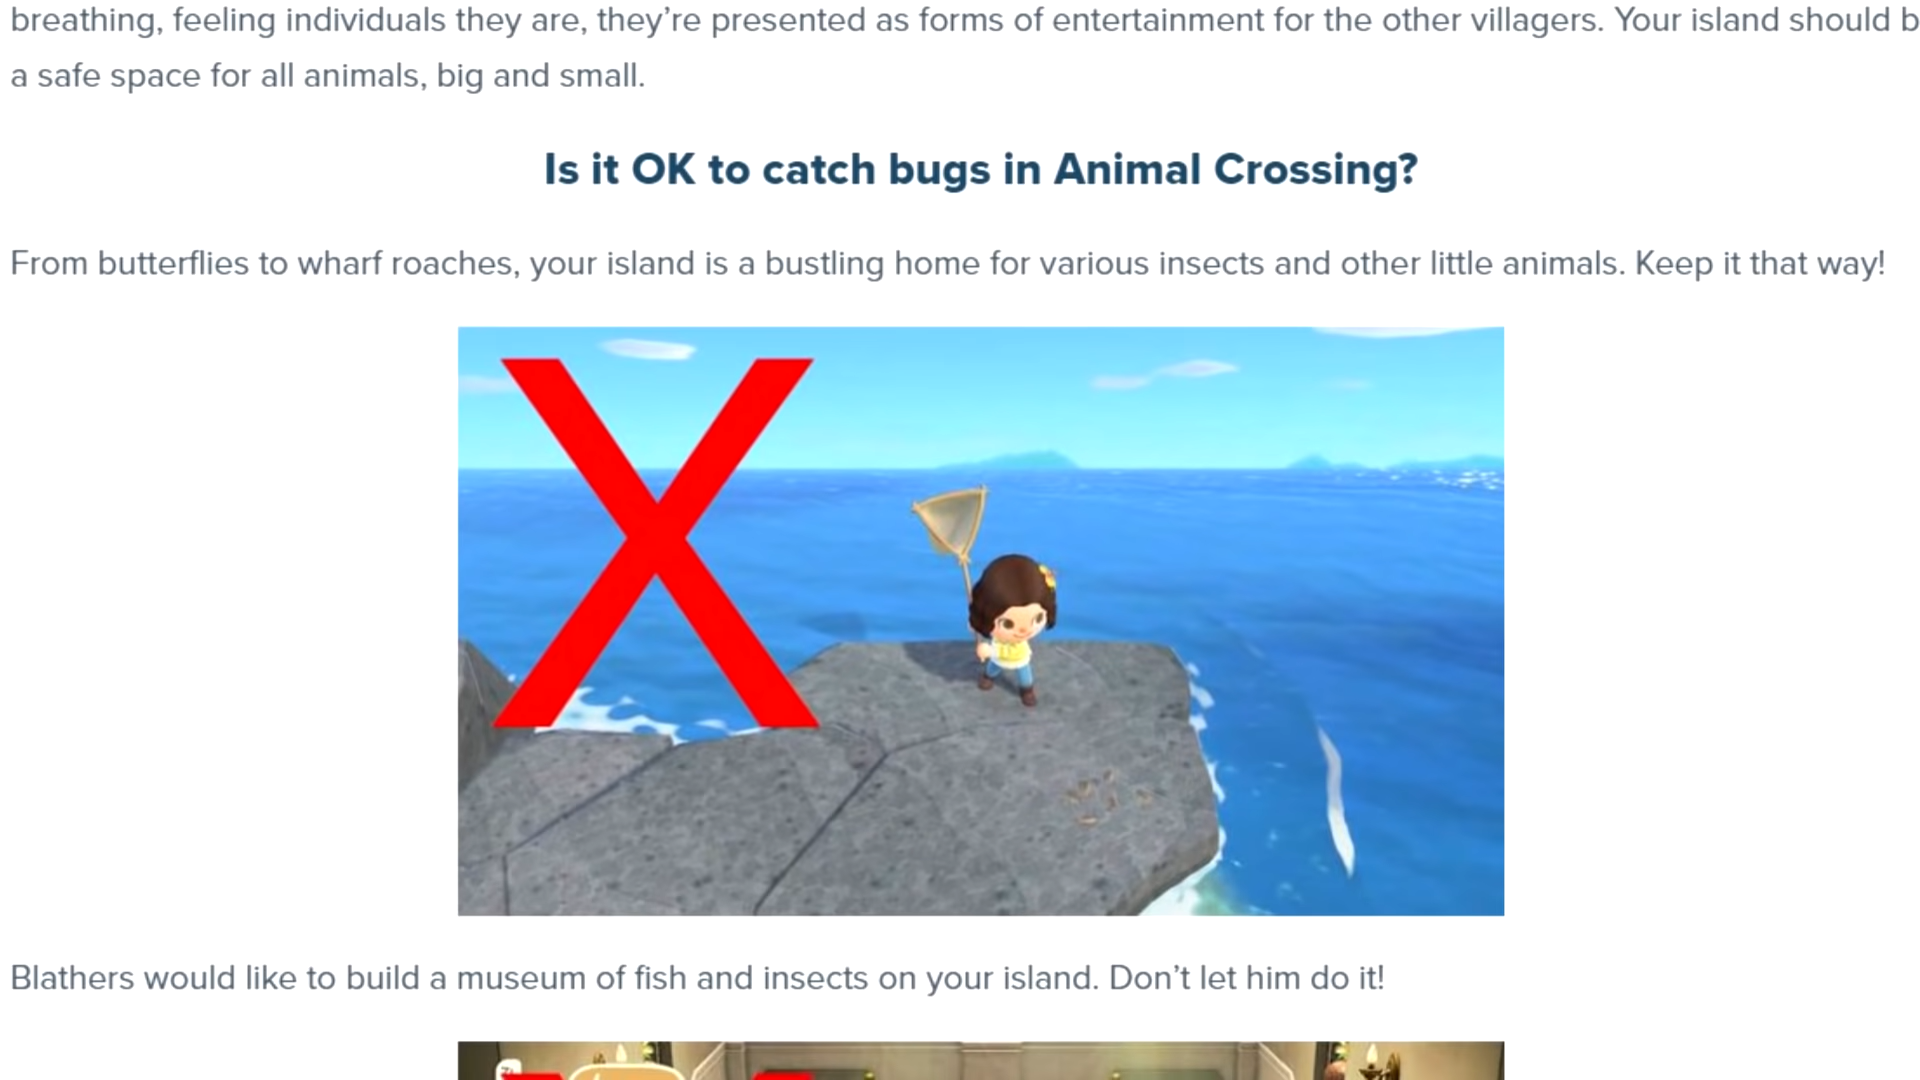 breathing, feeling individuals they are, they’re presented as forms of entertainment for the other villagers. Your island should b
a safe space for all animals, big and small.
Is it OK to catch bugs in Animal Crossing?
From butterflies to wharf roaches, your island is a bustling home for various insects and other little animals. Keep it that way!
X
Blathers would like to build a museum of fish and insects on your island. Don’t let him do it!